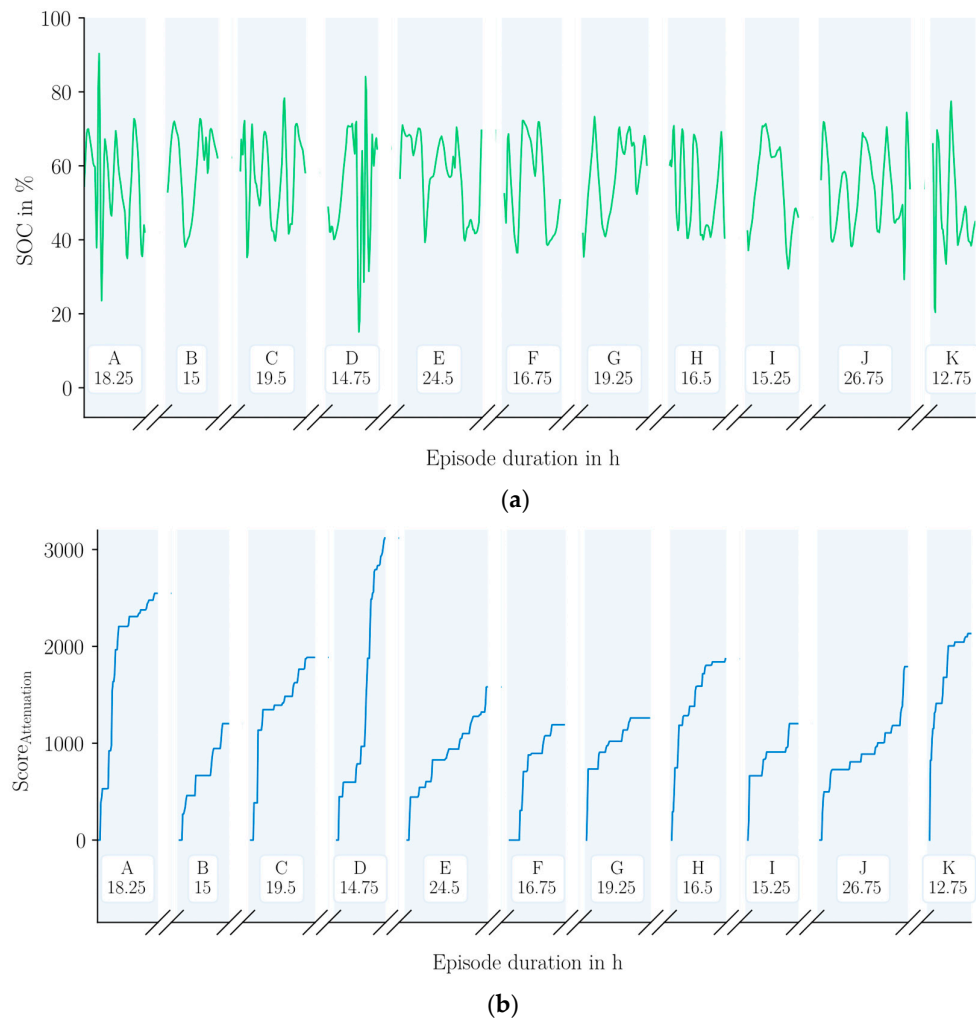 100
80
60
40
20
0
SOC in %
A
18.25
B
15
C
19.5
D
14.75
E
24.5
F
16.75
G
19.25
H
16.5
I
15.25
J
26.75
K
12.75
Episode duration in h
(a)
3000
2000
1000
0
Score_Attenuation
A
18.25
B
15
C
19.5
D
14.75
E
24.5
F
16.75
G
19.25
H
16.5
I
15.25
J
26.75
K
12.75
Episode duration in h
(b)